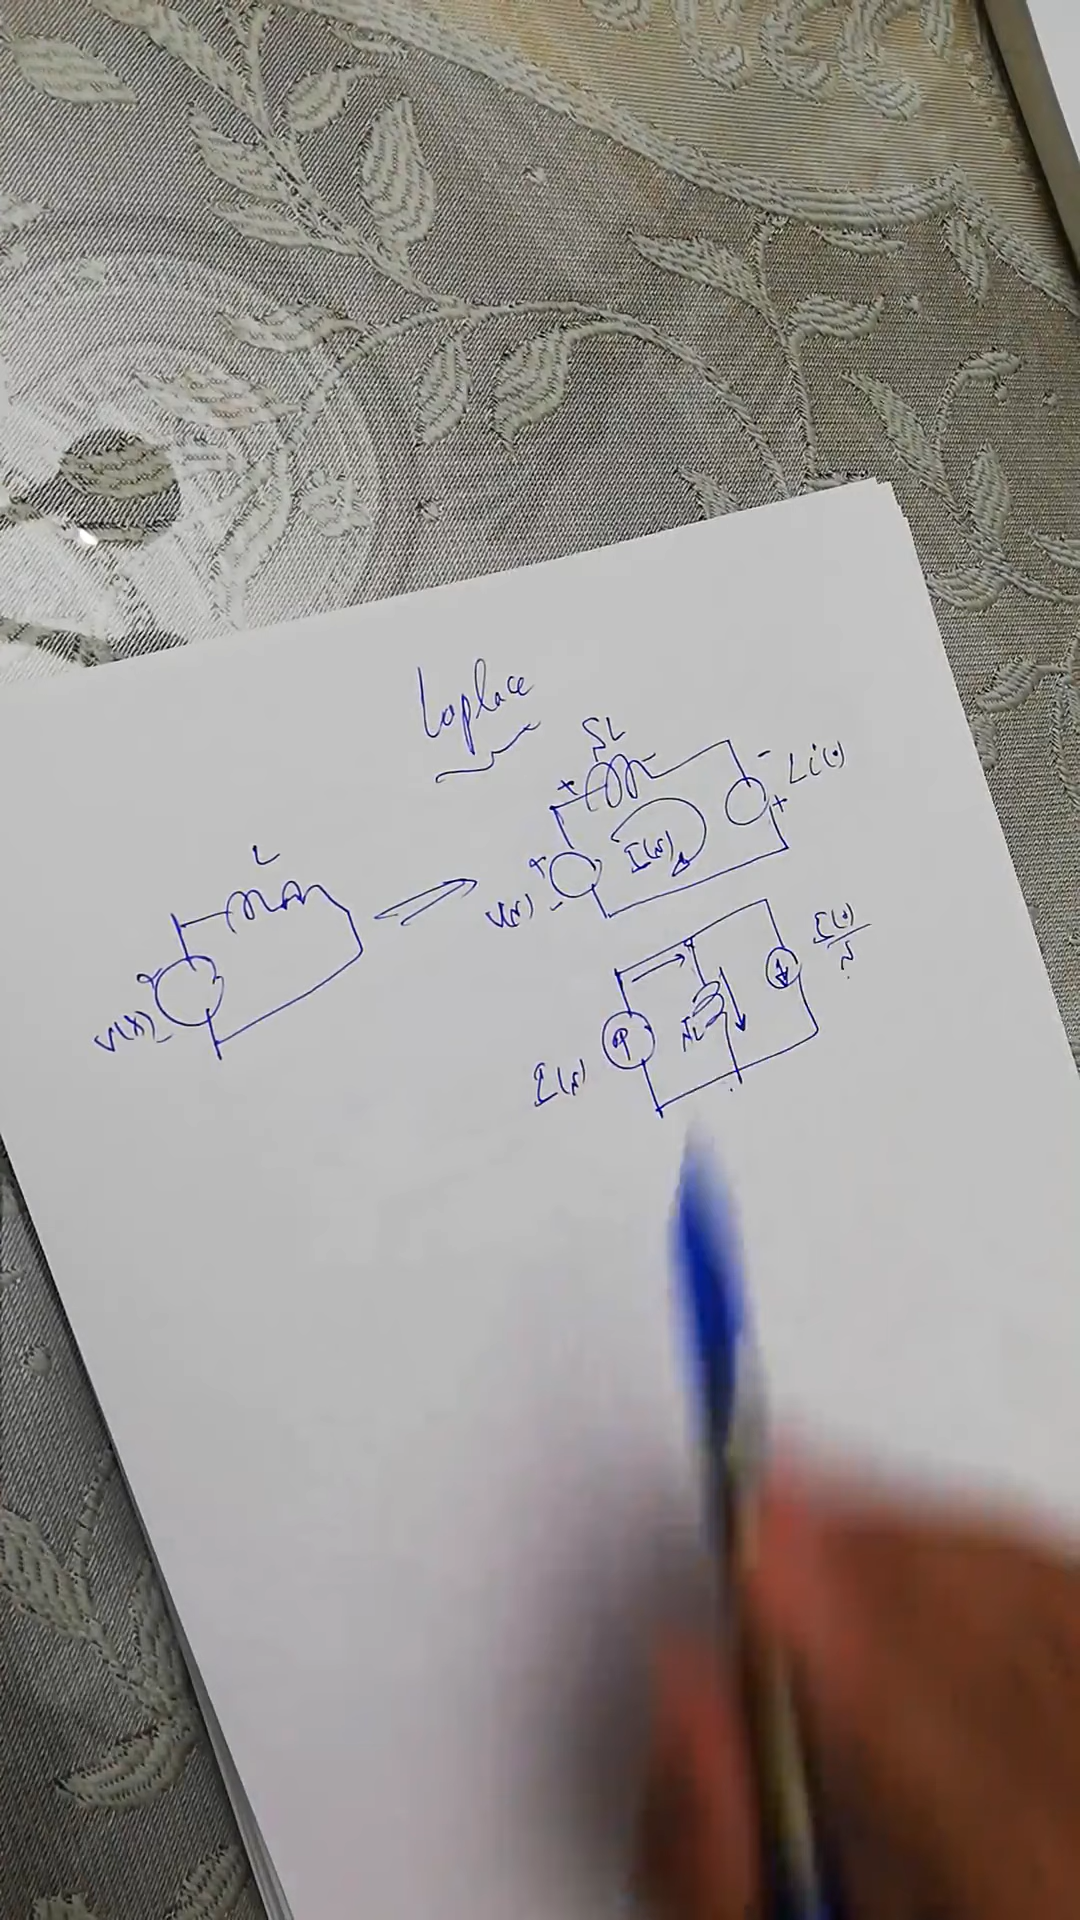 Laplace
L
V(t)
+
-
SL
+
-
Li(0)
+
-
V(s)
+
-
I(s)
I(s)
sL
i(0)
s